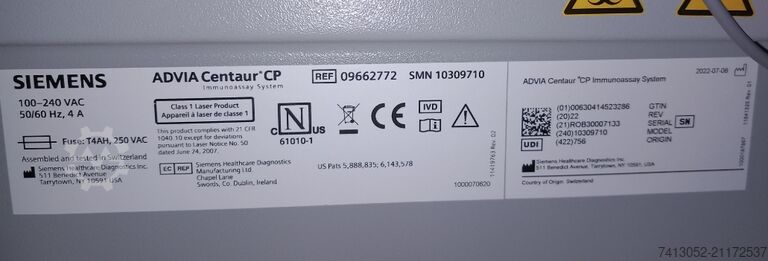 SIEMENS
100–240 VAC
50/60 Hz, 4 A
Fuse: T4AH, 250 VAC
Assembled and tested in Switzerland
Siemens Healthcare Diagnostics Inc.
511 Benedict Avenue
Tarrytown, NY 10591 USA
ADVIA Centaur® CP
Immunoassay System
Class 1 Laser Product
Appareil à laser de classe 1
This product complies with 21 CFR
1040.10 except for deviations
pursuant to Laser Notice No. 50
dated June 24, 2007.
EC REP
Siemens Healthcare Diagnostics
Manufacturing Ltd.
Chapel Lane
Swords, Co. Dublin, Ireland
REF 09662772 SMN 10309710
C N US
61010-1
IVD
CE
US Pats 5,888,835; 6,143,578
11419763 Rev. D2
1000070620
ADVIA Centaur® CP Immunoassay System
2022-07-06
(01)00630414523286 GTIN
(20)22 REV
(21)ROB30007133 SERIAL SN
(240)10309710 MODEL
(422)756 ORIGIN
UDI
Siemens Healthcare Diagnostics Inc.
511 Benedict Avenue, Tarrytown, NY 10591 USA
Country of Origin: Switzerland
7413052-21172537